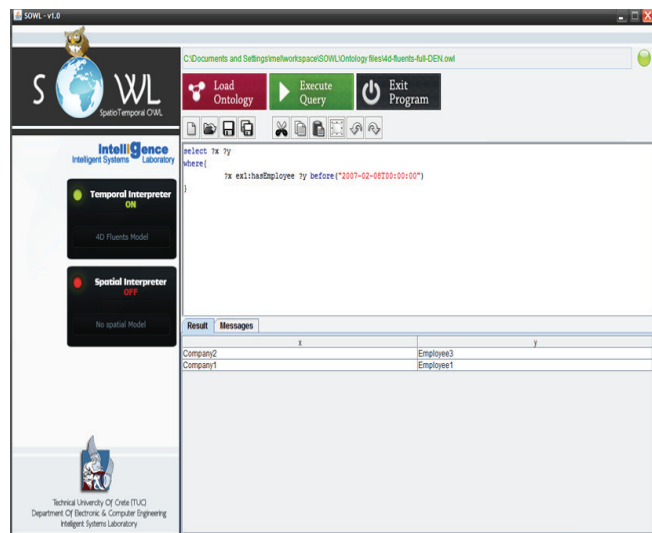 SOWL - v1.0
S WL
SpatioTemporal OWL
Intelligence
Intelligent Systems Laboratory
Temporal Interpreter
ON
4D Fluents Model
Spatial Interpreter
OFF
No spatial Model
Technical University Of Crete (TUC)
Department Of Electronic & Computer Engineering
Intelligent Systems Laboratory
C:\Documents and Settings\mel\workspace\SOWL\Ontology files\4d-fluents-full-DEN.owl
Load Ontology
Execute Query
Exit Program
select ?x ?y
where{
?x ex1:hasEmployee ?y before("2007-02-08T00:00:00")
}
Result Messages
x y
Company2 Employee3
Company1 Employee1